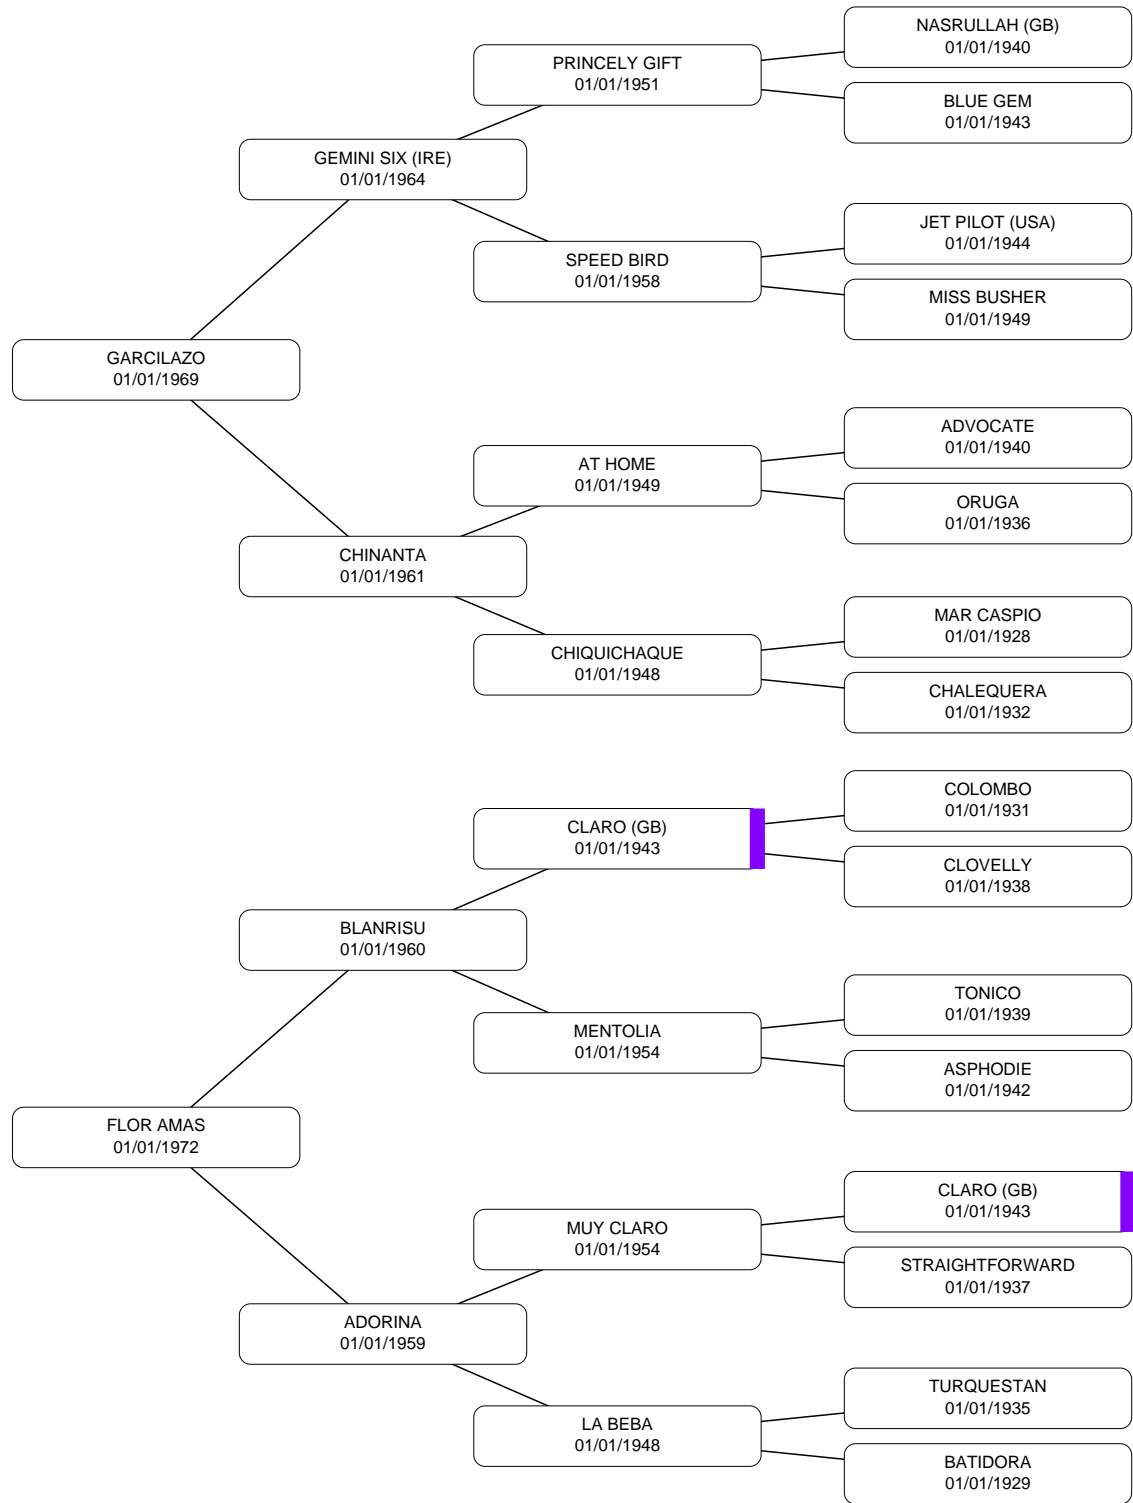 NASRULLAH (GB)
01/01/1940
PRINCELY GIFT
01/01/1951
BLUE GEM
01/01/1943
GEMINI SIX (IRE)
01/01/1964
JET PILOT (USA)
01/01/1944
SPEED BIRD
01/01/1958
MISS BUSHER
01/01/1949
GARCILAZO
01/01/1969
ADVOCATE
01/01/1940
AT HOME
01/01/1949
ORUGA
01/01/1936
CHINANTA
01/01/1961
MAR CASPIO
01/01/1928
CHIQUICHAQUE
01/01/1948
CHALEQUERA
01/01/1932
COLOMBO
01/01/1931
CLARO (GB)
01/01/1943
CLOVELLY
01/01/1938
BLANRISU
01/01/1960
TONICO
01/01/1939
MENTOLIA
01/01/1954
ASPHODIE
01/01/1942
FLOR AMAS
01/01/1972
CLARO (GB)
01/01/1943
MUY CLARO
01/01/1954
STRAIGHTFORWARD
01/01/1937
ADORINA
01/01/1959
TURQUESTAN
01/01/1935
LA BEBA
01/01/1948
BATIDORA
01/01/1929